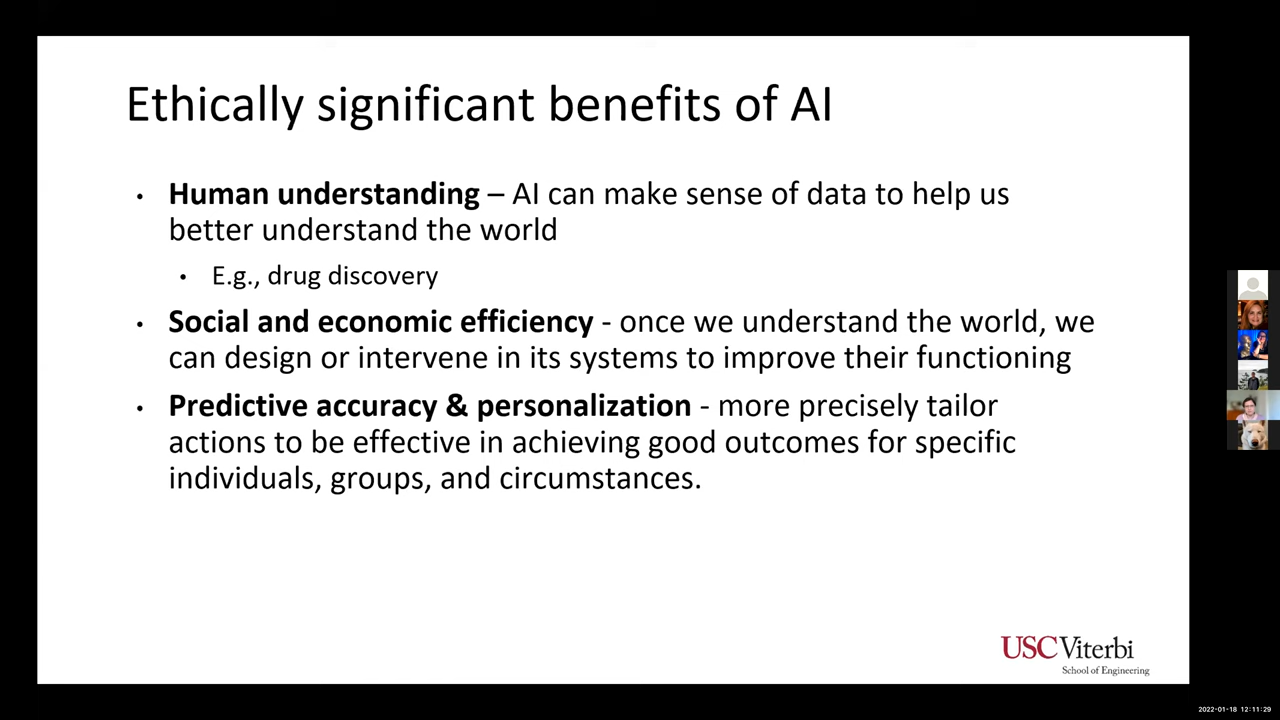 Ethically significant benefits of AI
• Human understanding – AI can make sense of data to help us
better understand the world
• E.g., drug discovery
• Social and economic efficiency - once we understand the world, we
can design or intervene in its systems to improve their functioning
• Predictive accuracy & personalization - more precisely tailor
actions to be effective in achieving good outcomes for specific
individuals, groups, and circumstances.
USC Viterbi
School of Engineering
2022-01-18 12:11:29